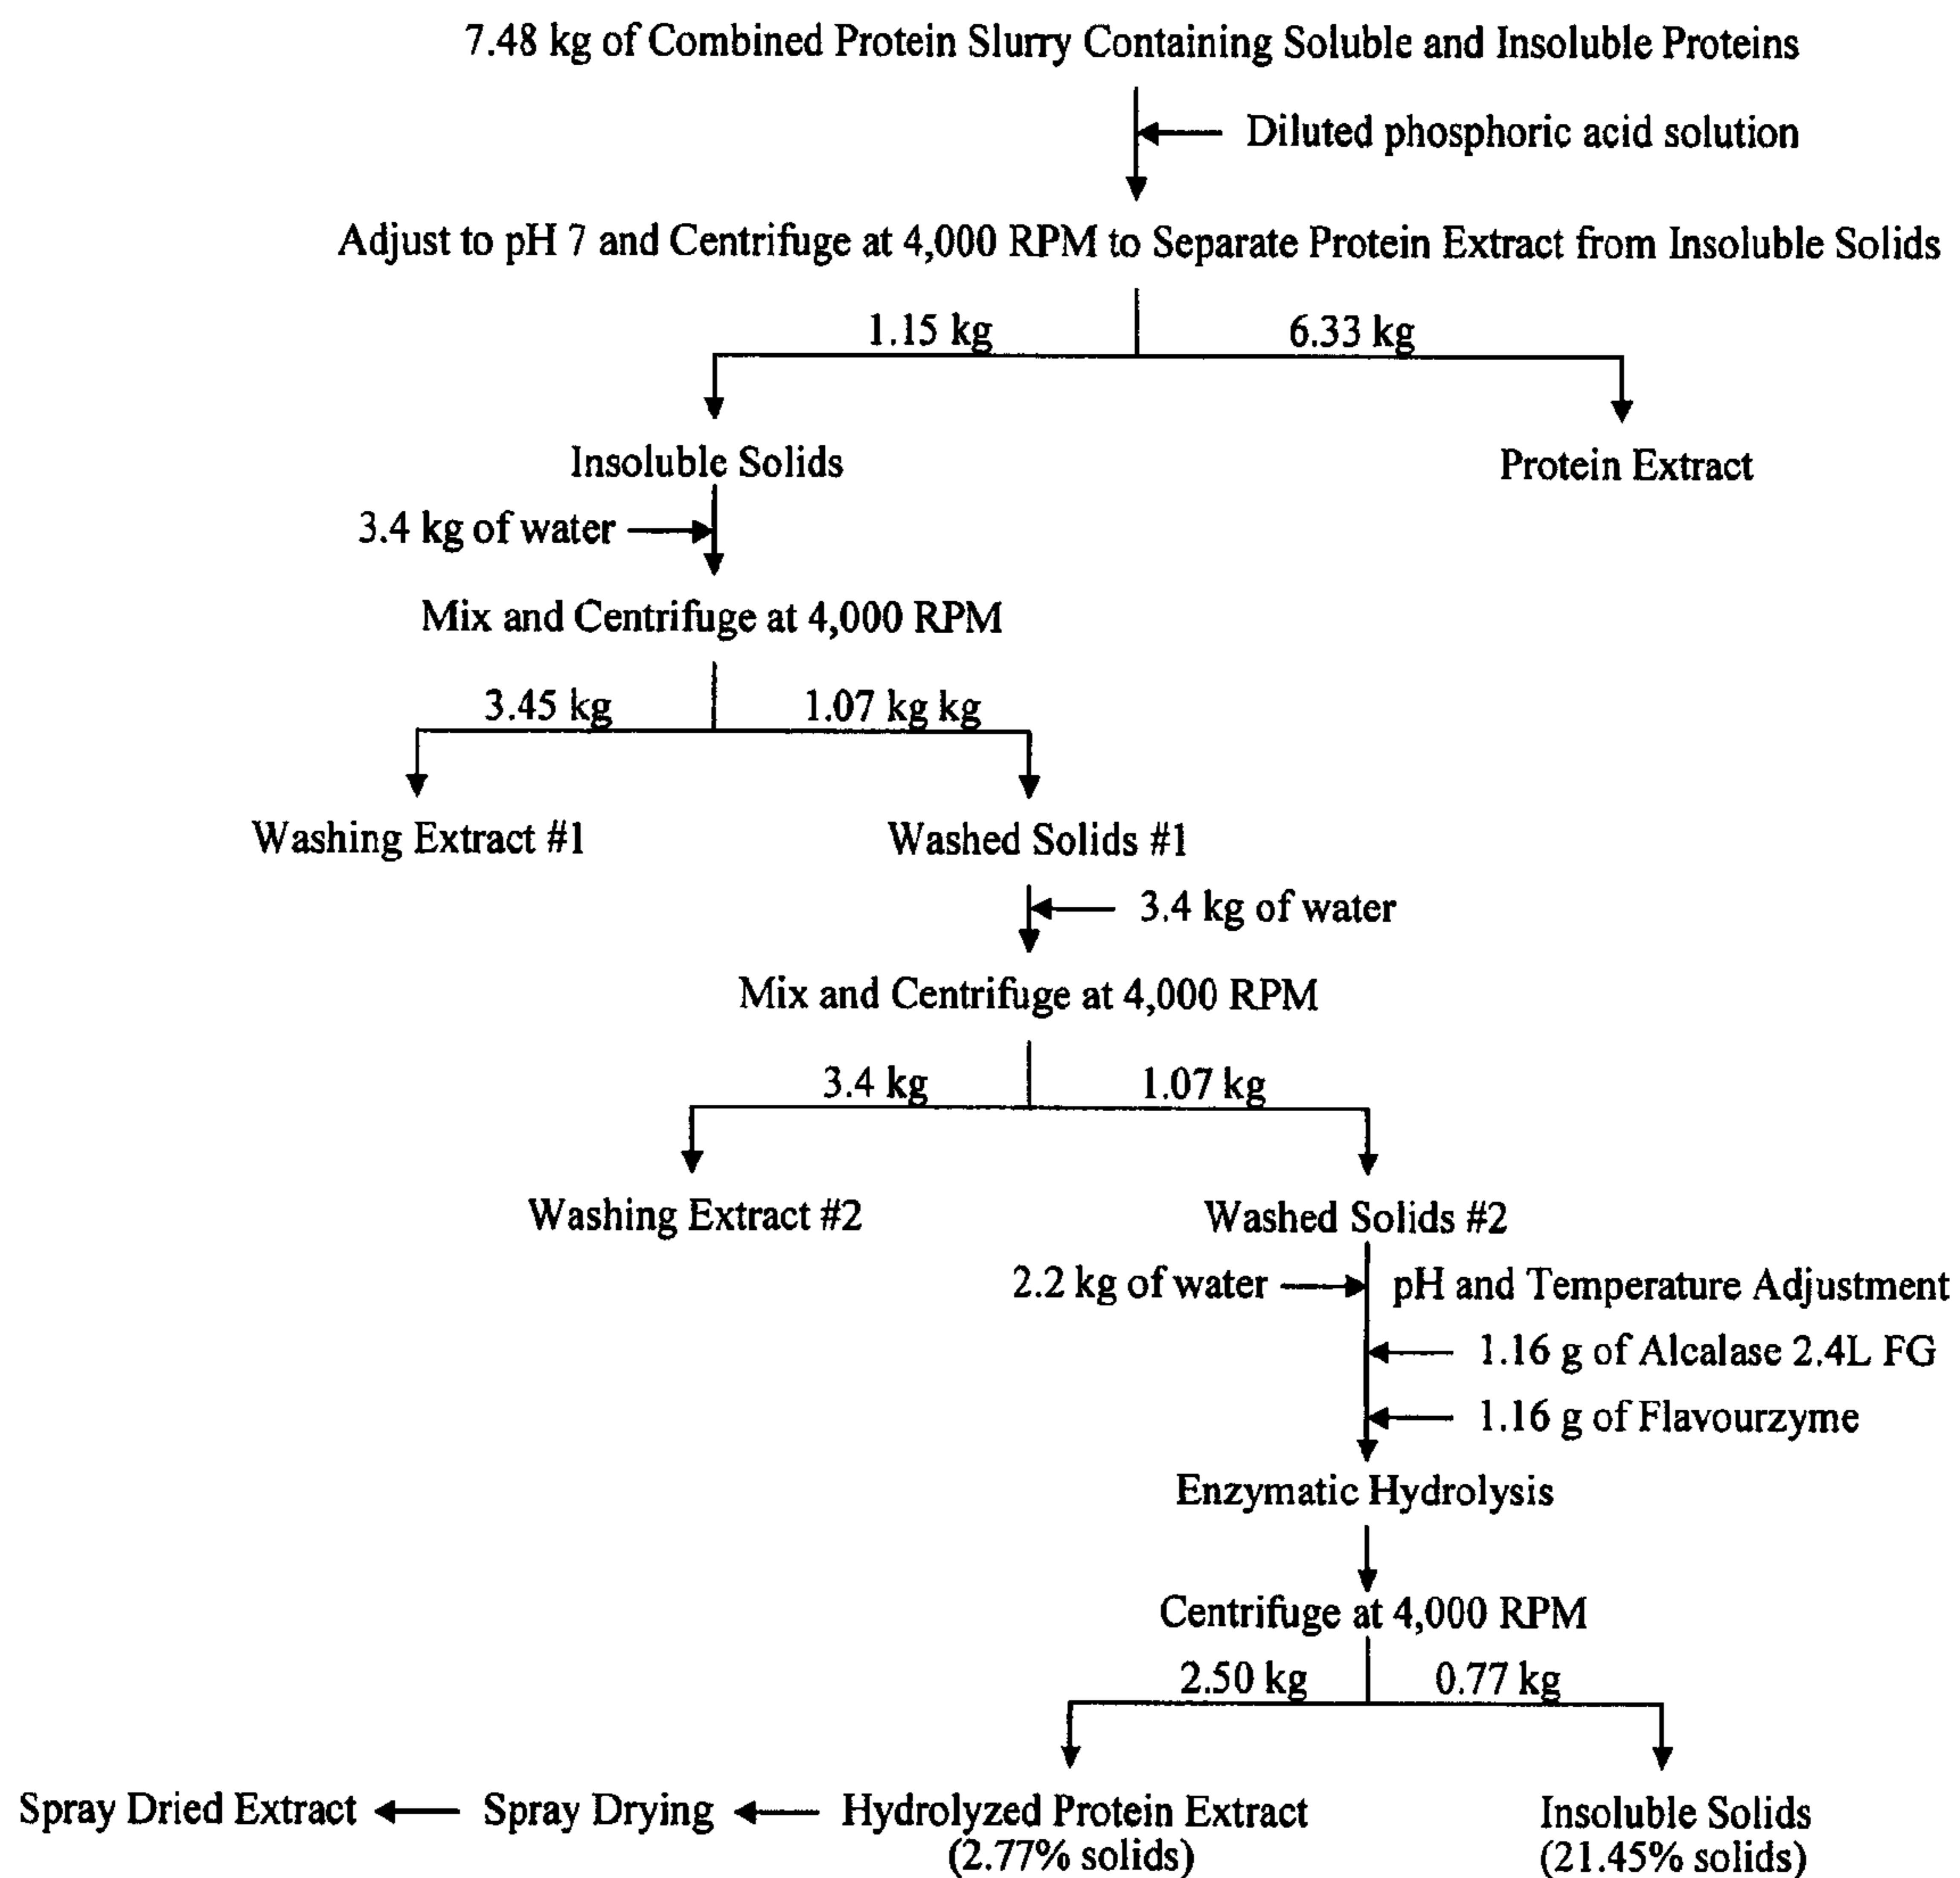 7.48 kg of Combined Protein Slurry Containing Soluble and Insoluble Proteins
Diluted phosphoric acid solution
Adjust to pH 7 and Centrifuge at 4,000 RPM to Separate Protein Extract from Insoluble Solids
1.15 kg
6.33 kg
Insoluble Solids
Protein Extract
3.4 kg of water
Mix and Centrifuge at 4,000 RPM
3.45 kg
1.07 kg kg
Washing Extract #1
Washed Solids #1
3.4 kg of water
Mix and Centrifuge at 4,000 RPM
3.4 kg
1.07 kg
Washing Extract #2
Washed Solids #2
2.2 kg of water
pH and Temperature Adjustment
1.16 g of Alcalase 2.4L FG
1.16 g of Flavourzyme
Enzymatic Hydrolysis
Centrifuge at 4,000 RPM
2.50 kg
0.77 kg
Spray Dried Extract
Spray Drying
Hydrolyzed Protein Extract
(2.77% solids)
Insoluble Solids
(21.45% solids)